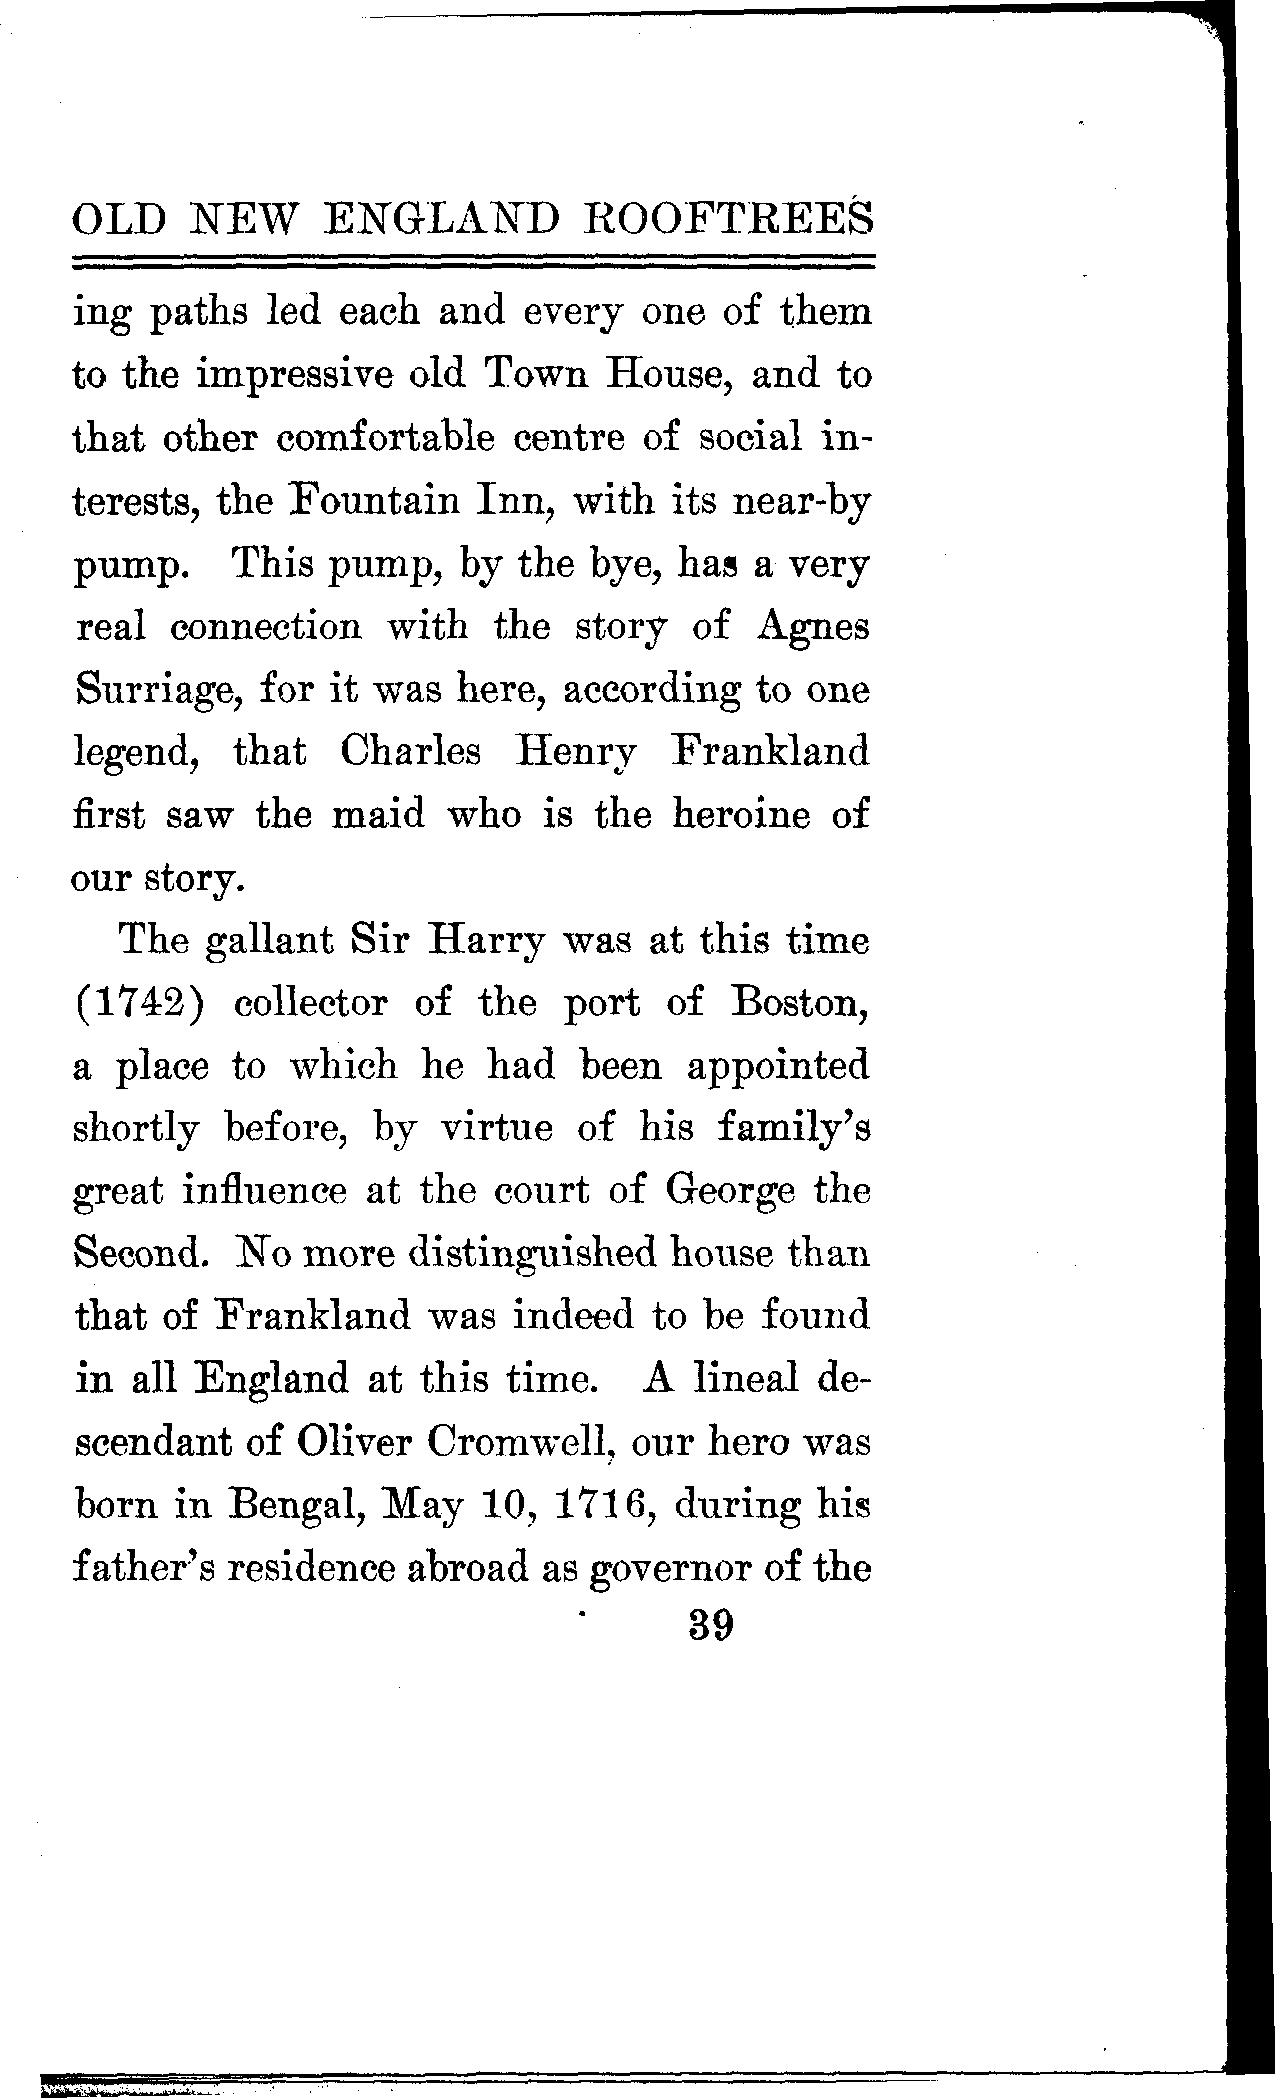 OLD NEW ENGLAND ROOFTREES
ing paths led each and every one of them
to the impressive old Town House, and to
that other comfortable centre of social in-
terests, the Fountain Inn, with its near-by
pump. This pump, by the bye, has a very
real connection with the story of Agnes
Surriage, for it was here, according to one
legend, that Charles Henry Frankland
first saw the maid who is the heroine of
our story.
The gallant Sir Harry was at this time
(1742) collector of the port of Boston,
a place to which he had been appointed
shortly before, by virtue of his family's
great influence at the court of George the
Second. No more distinguished house than
that of Frankland was indeed to be found
in all England at this time. A lineal de-
scendant of Oliver Cromwell, our hero was
born in Bengal, May 10, 1716, during his
father's residence abroad as governor of the
39